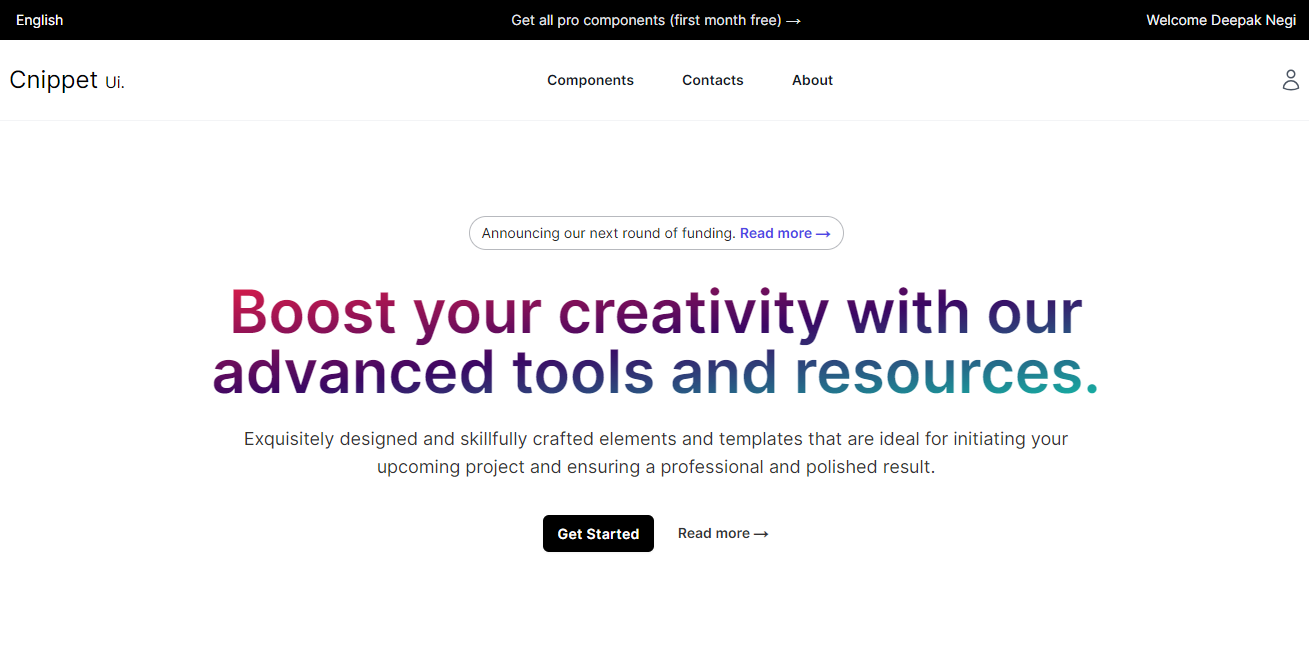 English
Get all pro components (first month free) →
Welcome Deepak Negi
Cnippet Ui.
Components
Contacts
About
Announcing our next round of funding. Read more →
Boost your creativity with our
advanced tools and resources.
Exquisitely designed and skillfully crafted elements and templates that are ideal for initiating your
upcoming project and ensuring a professional and polished result.
Get Started
Read more →